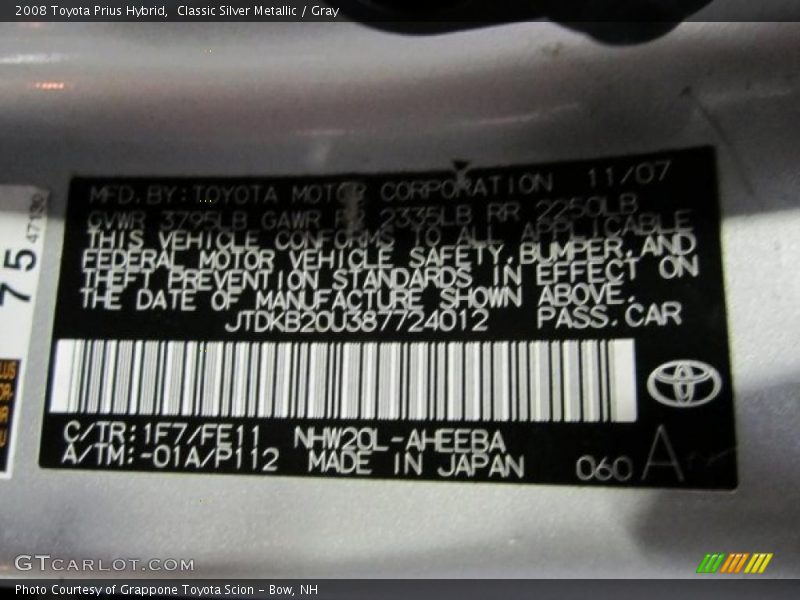 2008 Toyota Prius Hybrid, Classic Silver Metallic / Gray
MFD. BY: TOYOTA MOTOR CORPORATION 11/07
GVWR 3795LB GAWR FR 2335LB RR 2250LB
THIS VEHICLE CONFORMS TO ALL APPLICABLE
FEDERAL MOTOR VEHICLE SAFETY, BUMPER, AND
THEFT PREVENTION STANDARDS IN EFFECT ON
THE DATE OF MANUFACTURE SHOWN ABOVE.
JTDKB20U387724012 PASS. CAR
C/TR: 1F7/FE11 NHW20L-AHEEBA
A/TM: -01A/P112 MADE IN JAPAN 060 A
75
GTCARLOT.COM
Photo Courtesy of Grappone Toyota Scion - Bow, NH